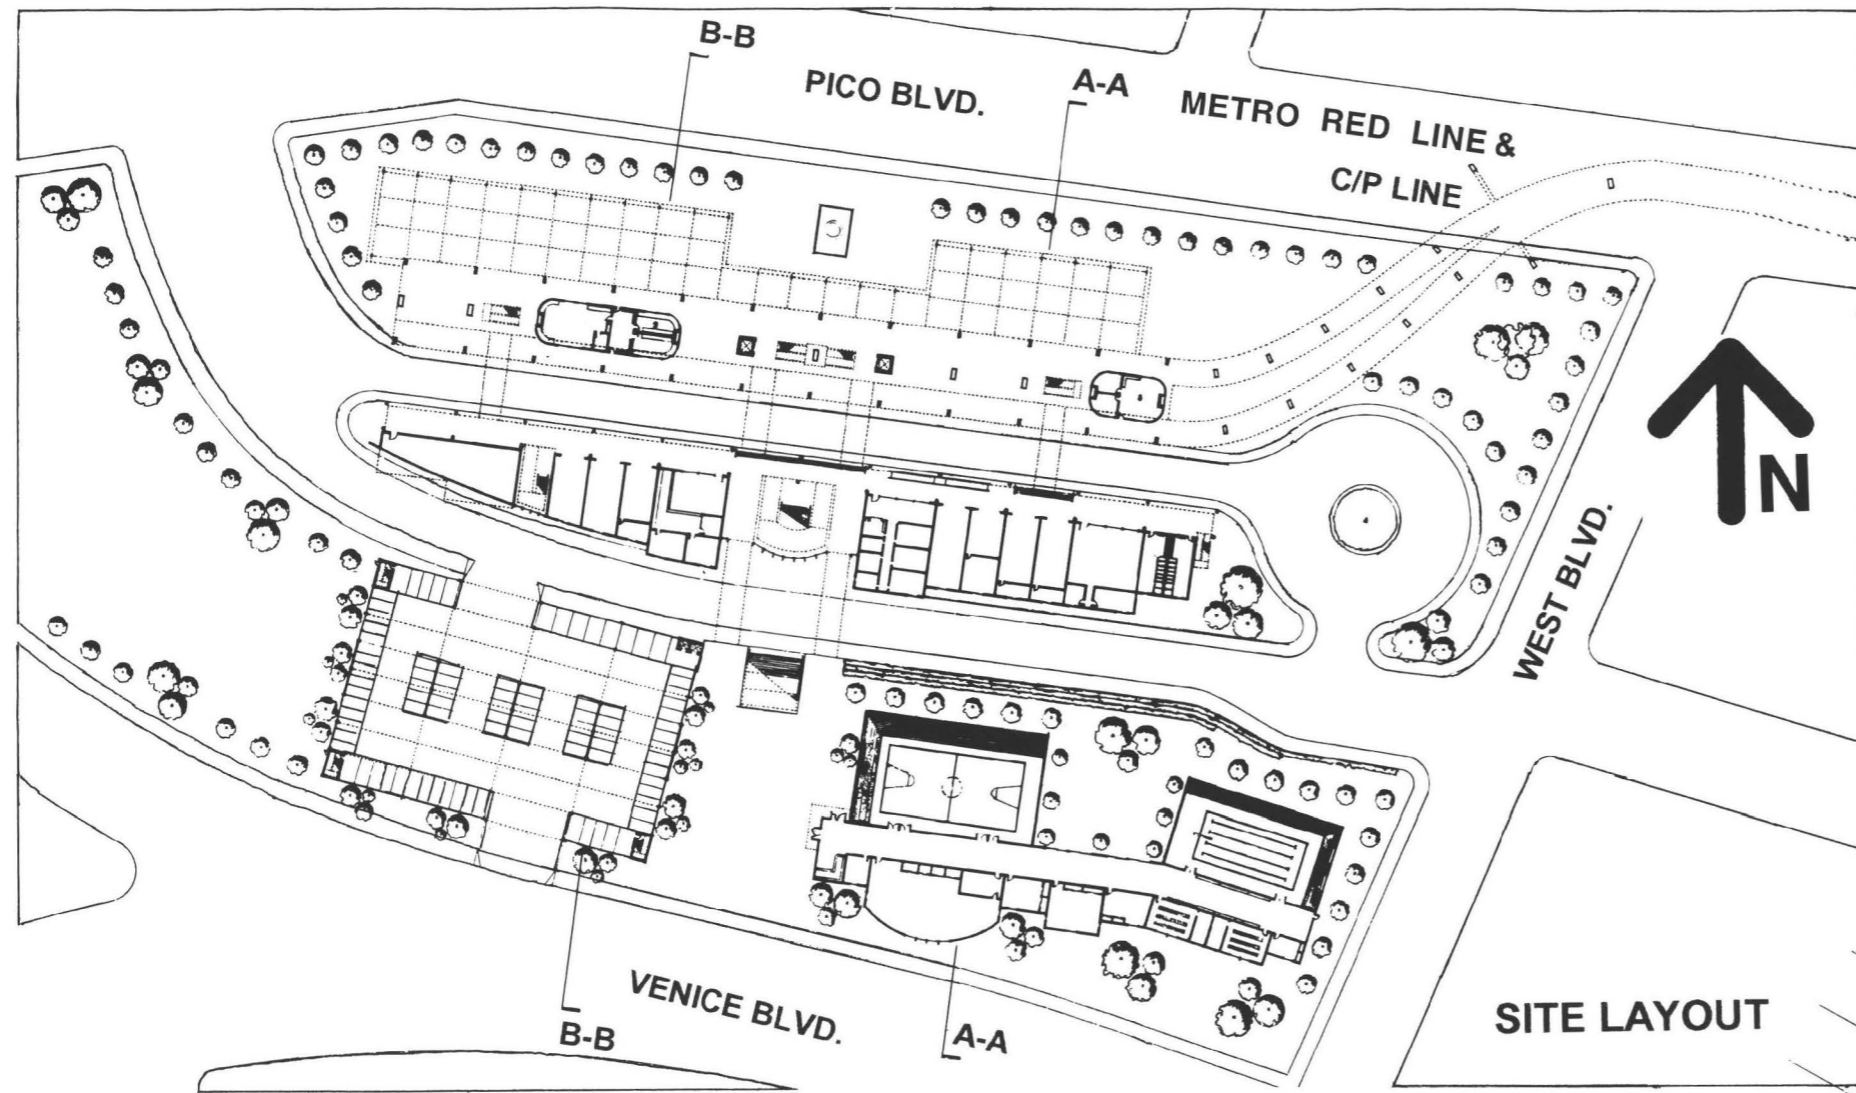 B-B
PICO BLVD.
A-A
METRO RED LINE &
C/P LINE
N
WEST BLVD.
SITE LAYOUT
VENICE BLVD.
B-B
A-A